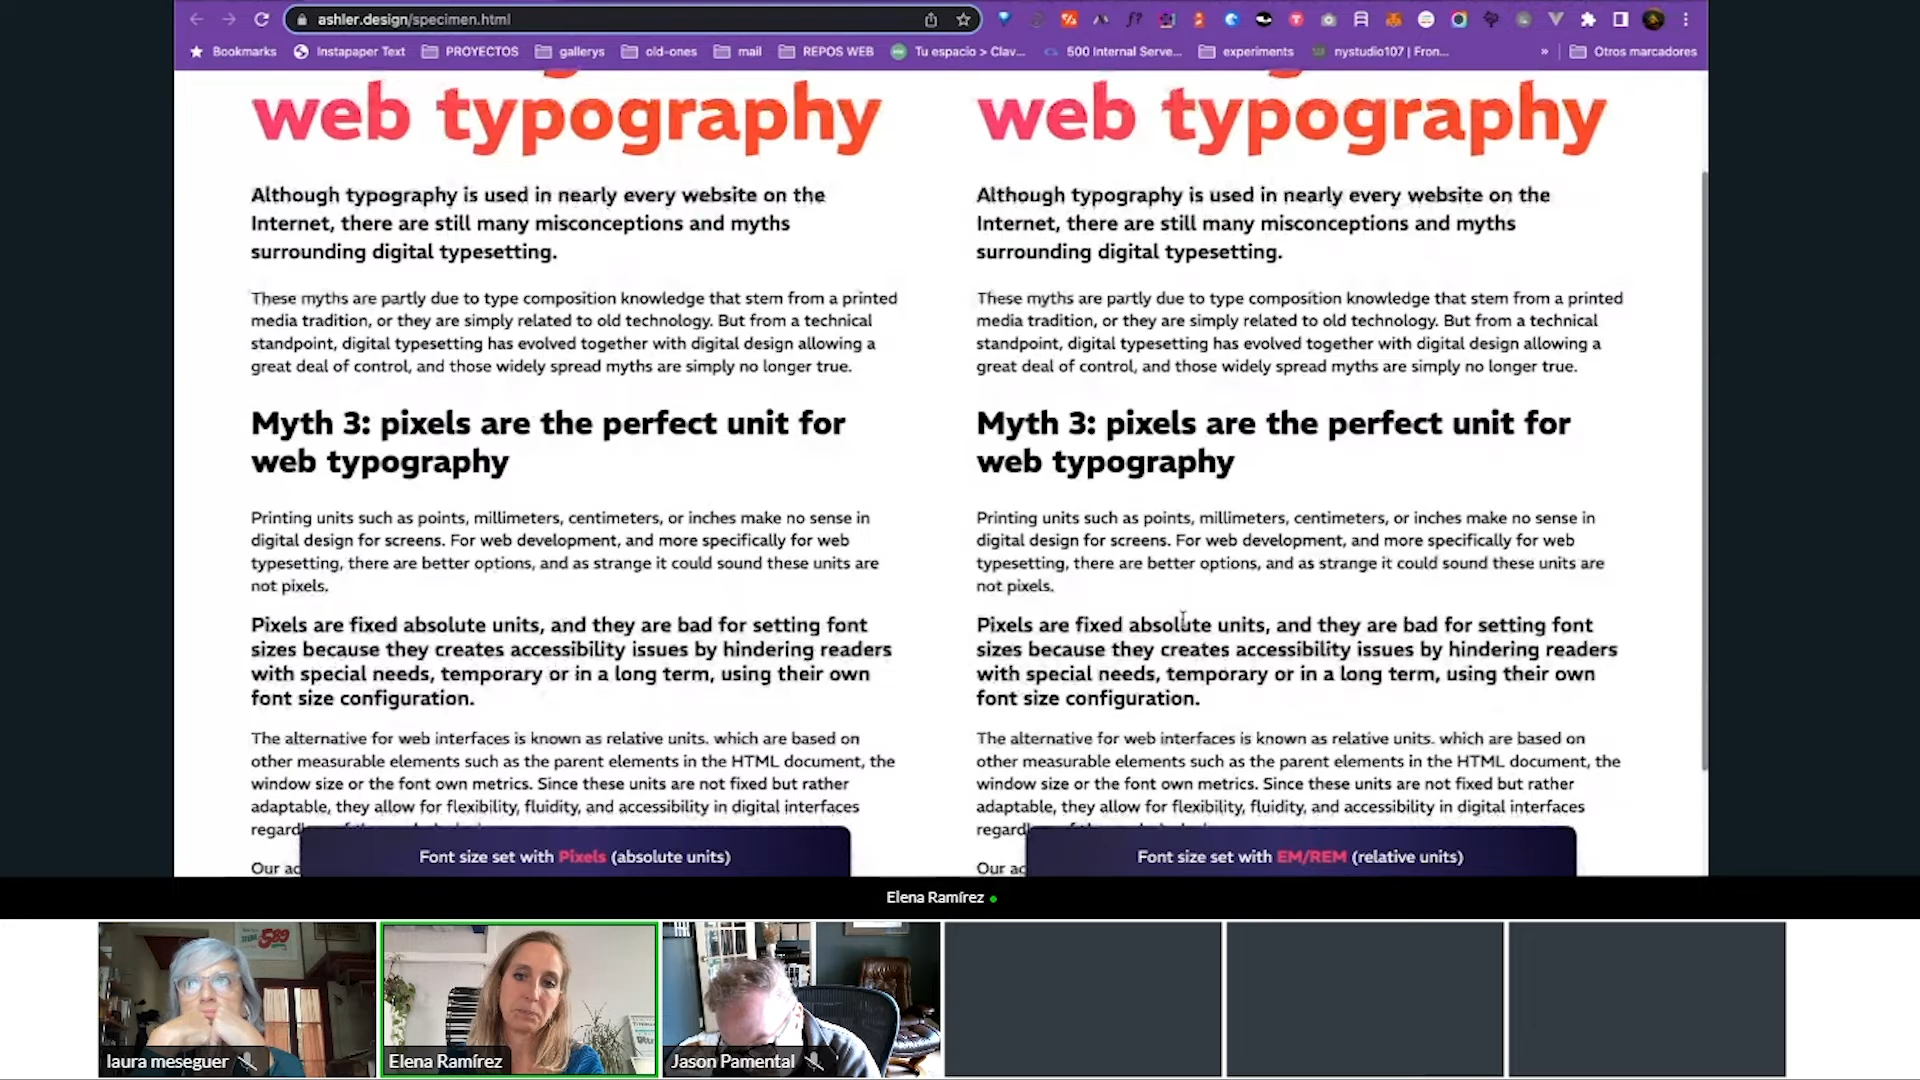 ashler.design/specimen.html
Bookmarks
Instapaper Text
PROYECTOS
gallerys
old-ones
mail
REPOS WEB
Tu espacio > Clav...
500 Internal Serve...
experiments
nystudio107 | Fron...
»
Otros marcadores
web typography
Although typography is used in nearly every website on the
Internet, there are still many misconceptions and myths
surrounding digital typesetting.
These myths are partly due to type composition knowledge that stem from a printed
media tradition, or they are simply related to old technology. But from a technical
standpoint, digital typesetting has evolved together with digital design allowing a
great deal of control, and those widely spread myths are simply no longer true.
Myth 3: pixels are the perfect unit for
web typography
Printing units such as points, millimeters, centimeters, or inches make no sense in
digital design for screens. For web development, and more specifically for web
typesetting, there are better options, and as strange it could sound these units are
not pixels.
Pixels are fixed absolute units, and they are bad for setting font
sizes because they creates accessibility issues by hindering readers
with special needs, temporary or in a long term, using their own
font size configuration.
The alternative for web interfaces is known as relative units. which are based on
other measurable elements such as the parent elements in the HTML document, the
window size or the font own metrics. Since these units are not fixed but rather
adaptable, they allow for flexibility, fluidity, and accessibility in digital interfaces
Our
Font size set with Pixels (absolute units)
web typography
Although typography is used in nearly every website on the
Internet, there are still many misconceptions and myths
surrounding digital typesetting.
These myths are partly due to type composition knowledge that stem from a printed
media tradition, or they are simply related to old technology. But from a technical
standpoint, digital typesetting has evolved together with digital design allowing a
great deal of control, and those widely spread myths are simply no longer true.
Myth 3: pixels are the perfect unit for
web typography
Printing units such as points, millimeters, centimeters, or inches make no sense in
digital design for screens. For web development, and more specifically for web
typesetting, there are better options, and as strange it could sound these units are
not pixels.
Pixels are fixed absolute units, and they are bad for setting font
sizes because they creates accessibility issues by hindering readers
with special needs, temporary or in a long term, using their own
font size configuration.
The alternative for web interfaces is known as relative units. which are based on
other measurable elements such as the parent elements in the HTML document, the
window size or the font own metrics. Since these units are not fixed but rather
adaptable, they allow for flexibility, fluidity, and accessibility in digital interfaces
Our
Font size set with EM/REM (relative units)
Elena Ramírez
589
laura meseguer
Elena Ramírez
Jason Pamental